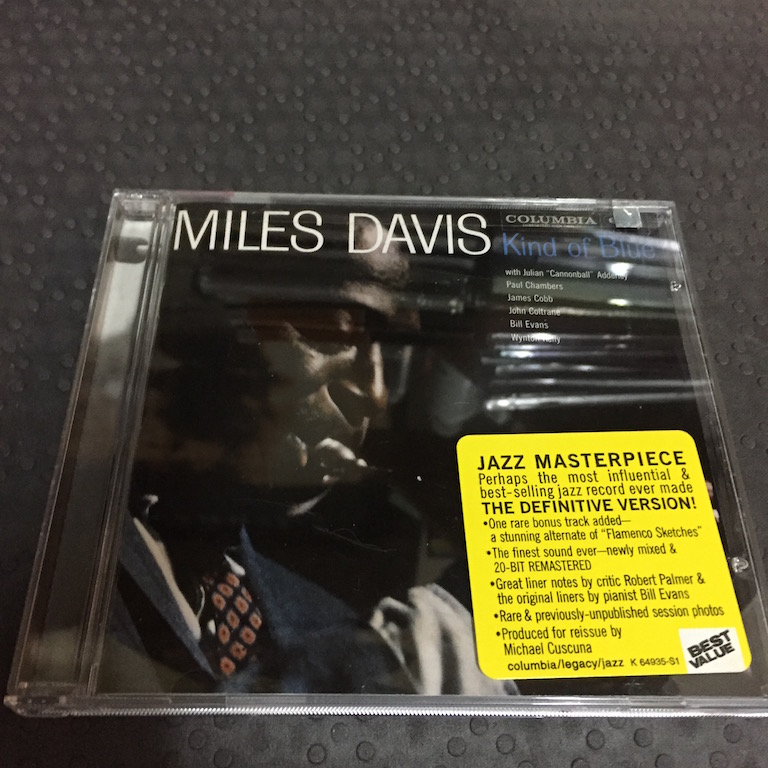 MILES DAVIS
COLUMBIA
Kind of Blue
with Julian "Cannonball" Adderley
Paul Chambers
James Cobb
John Coltrane
Bill Evans
Wynton Kelly
JAZZ MASTERPIECE
Perhaps the most influential &
best-selling jazz record ever made
THE DEFINITIVE VERSION!
•One rare bonus track added—
a stunning alternate of "Flamenco Sketches"
•The finest sound ever—newly mixed &
20-BIT REMASTERED
•Great liner notes by critic Robert Palmer &
the original liners by pianist Bill Evans
•Rare & previously-unpublished session photos
•Produced for reissue by
Michael Cuscuna
columbia/legacy/jazz K 64935-S1
BEST
VALUE